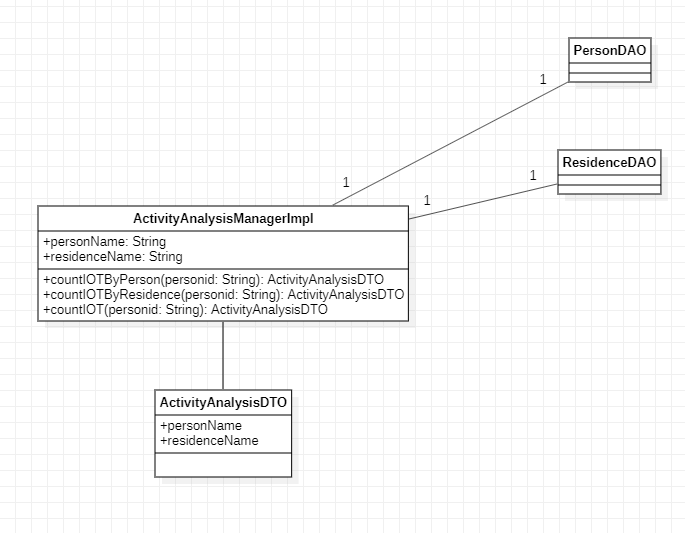 PersonDAO
1
ResidenceDAO
1
1
1
ActivityAnalysisManagerImpl
+personName: String
+residenceName: String
+countIOTByPerson(personid: String): ActivityAnalysisDTO
+countIOTByResidence(personid: String): ActivityAnalysisDTO
+countIOT(personid: String): ActivityAnalysisDTO
ActivityAnalysisDTO
+personName
+residenceName